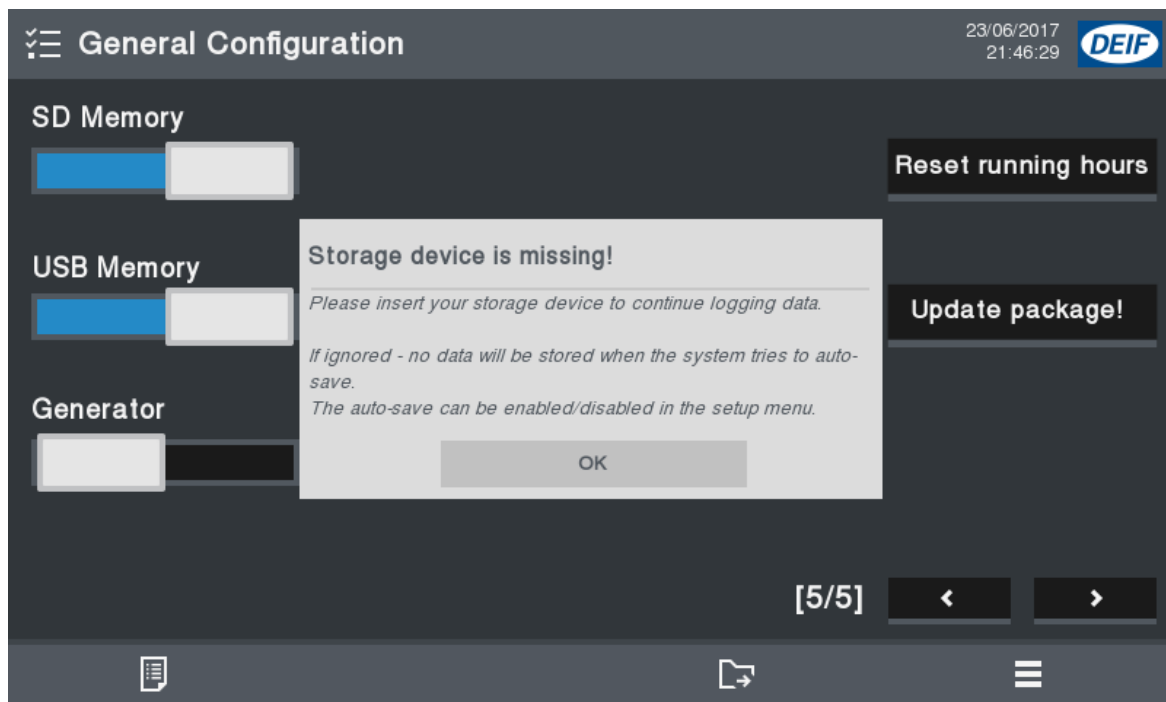 General Configuration
23/06/2017
21:46:29
DEIF
SD Memory
Reset running hours
Storage device is missing!
USB Memory
Please insert your storage device to continue logging data.
Update package!
If ignored - no data will be stored when the system tries to auto-
save.
The auto-save can be enabled/disabled in the setup menu.
Generator
OK
[5/5]